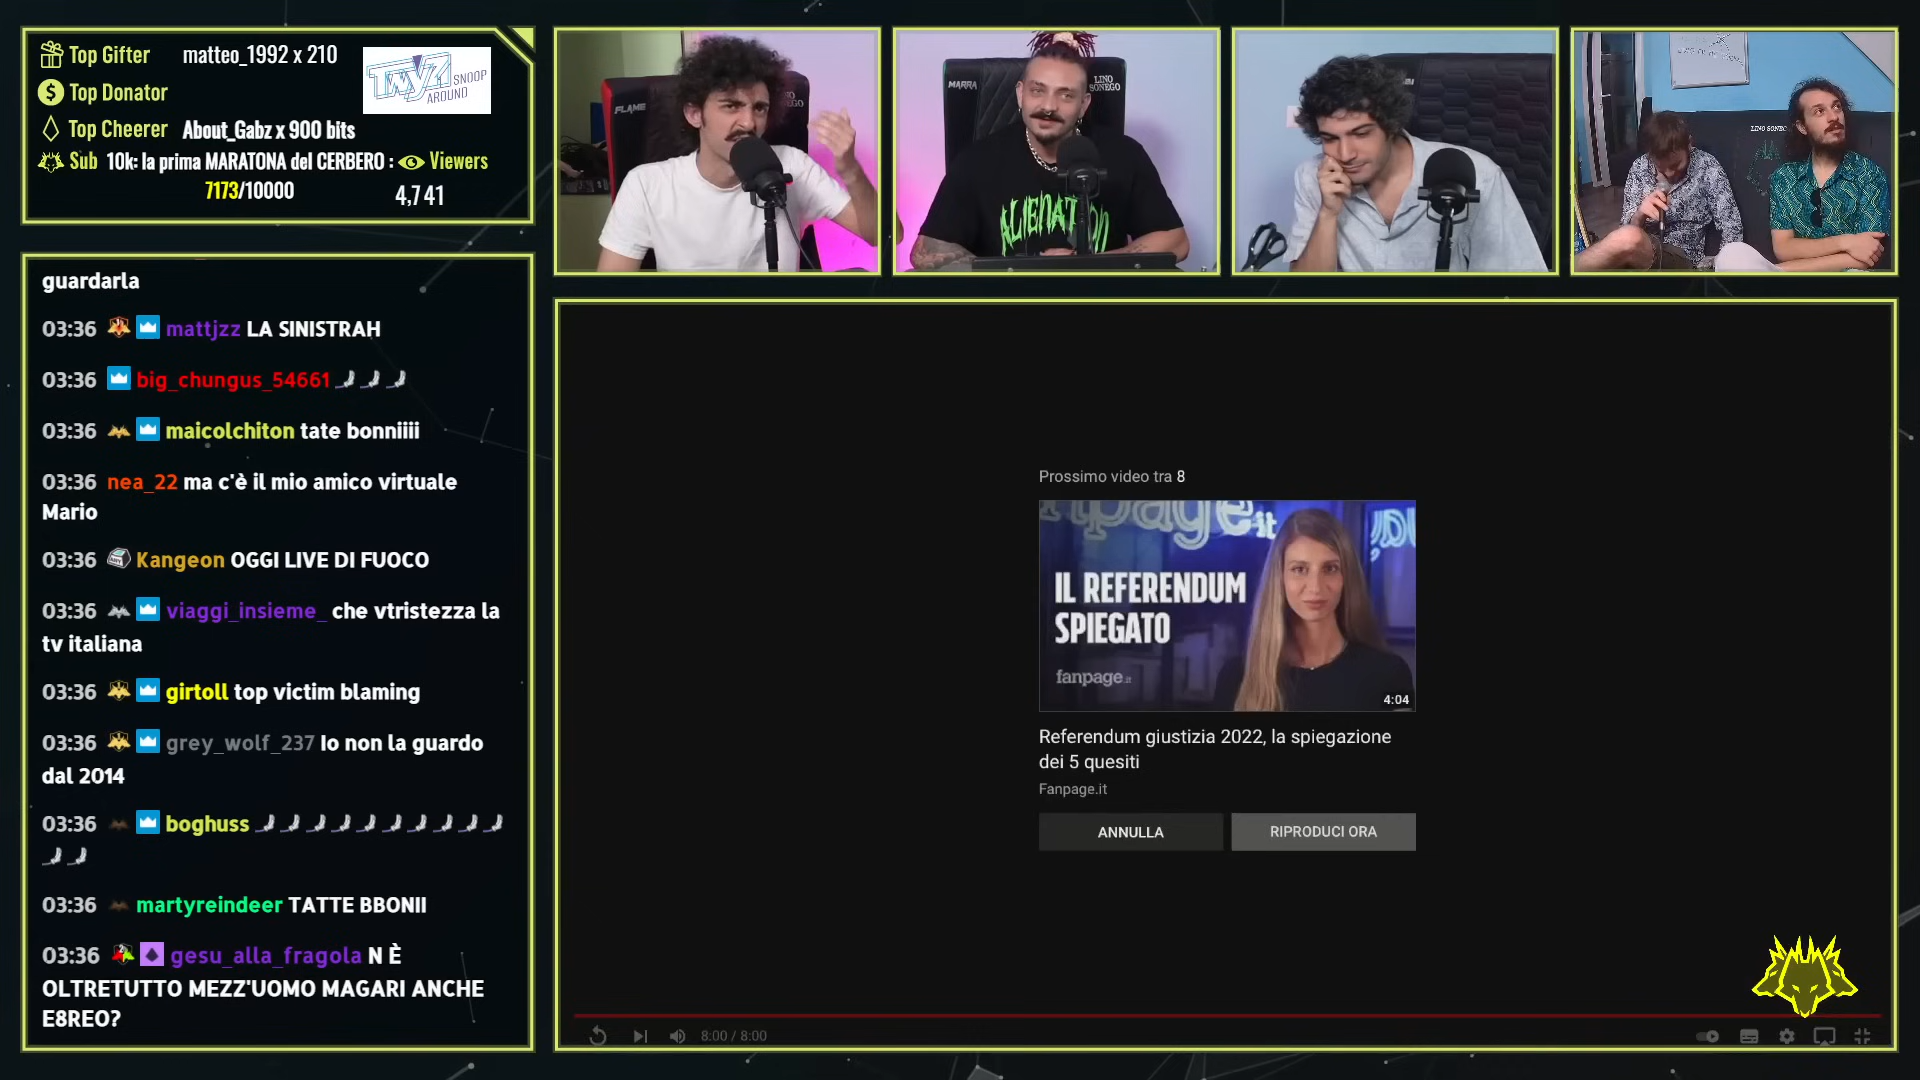 Top Gifter matteo_1992 x 210
TWYZ SNOOP AROUND
Top Donator
Top Cheerer About_Gabz x 900 bits
Sub 10k: la prima MARATONA del CERBERO : Viewers
7173/10000 4,741
FLAME
MARRA
LINO SONEGO
ALIENATION
guardarla
03:36 mattjzz LA SINISTRAH
03:36 big_chungus_54661
03:36 maicolchiton tate bonniiii
03:36 nea_22 ma c'è il mio amico virtuale
Mario
03:36 Kangeon OGGI LIVE DI FUOCO
03:36 viaggi_insieme_ che vtristezza la
tv italiana
03:36 girtoll top victim blaming
03:36 grey_wolf_237 Io non la guardo
dal 2014
03:36 boghuss
03:36 martyreindeer TATTE BBONII
03:36 gesu_alla_fragola N È
OLTRETUTTO MEZZ'UOMO MAGARI ANCHE
E8REO?
Prossimo video tra 8
npage.it
IL REFERENDUM
SPIEGATO
fanpage.it
4:04
Referendum giustizia 2022, la spiegazione
dei 5 quesiti
Fanpage.it
ANNULLA RIPRODUCI ORA
8:00 / 8:00